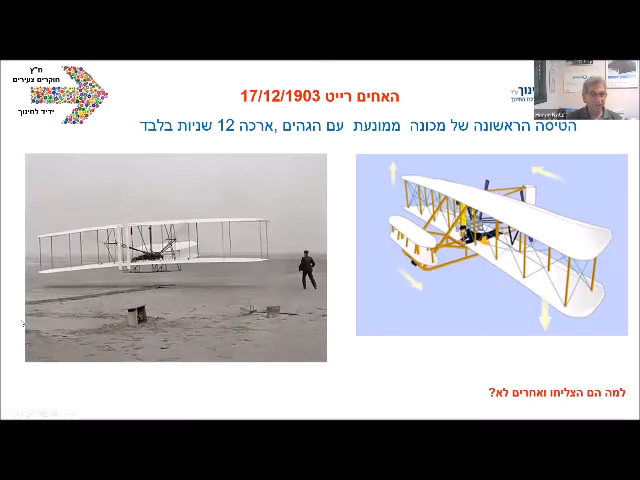 ח"ץ
חוקרים צעירים
ידיד לחינוך
האחים רייט 17/12/1903
הטיסה הראשונה של מכונה ממונעת עם הגהים ,ארכה 12 שניות בלבד
למה הם הצליחו ואחרים לא?